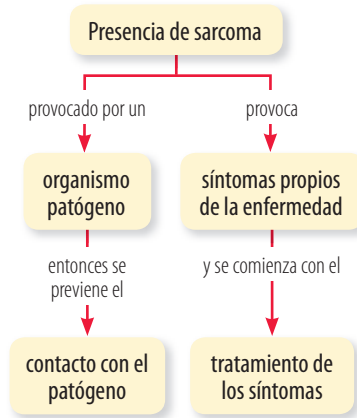 Presencia de sarcoma
provocado por un
provoca
organismo
patógeno
síntomas propios
de la enfermedad
entonces se
previene el
y se comienza con el
contacto con el
patógeno
tratamiento de
los síntomas